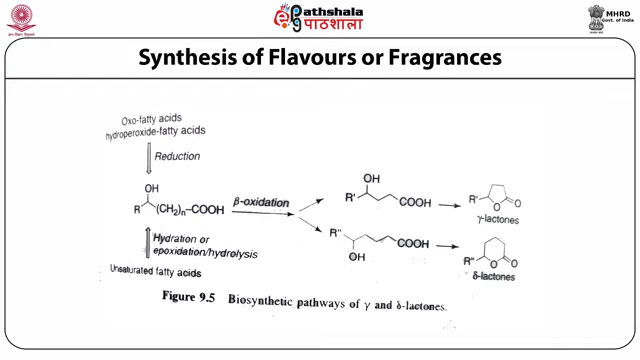 ePathshala
पाठशाला
MHRD
Govt. of India
Synthesis of Flavours or Fragrances
Oxo-fatty acids
hydroperoxide-fatty acids
Reduction
OH
R (CH₂)n-COOH
β-oxidation
Hydration or
epoxidation/hydrolysis
Unsaturated fatty acids
OH
R' COOH
R' O O
γ-lactones
R" COOH
OH
R" O O
δ-lactones
Figure 9.5 Biosynthetic pathways of γ and δ-lactones.